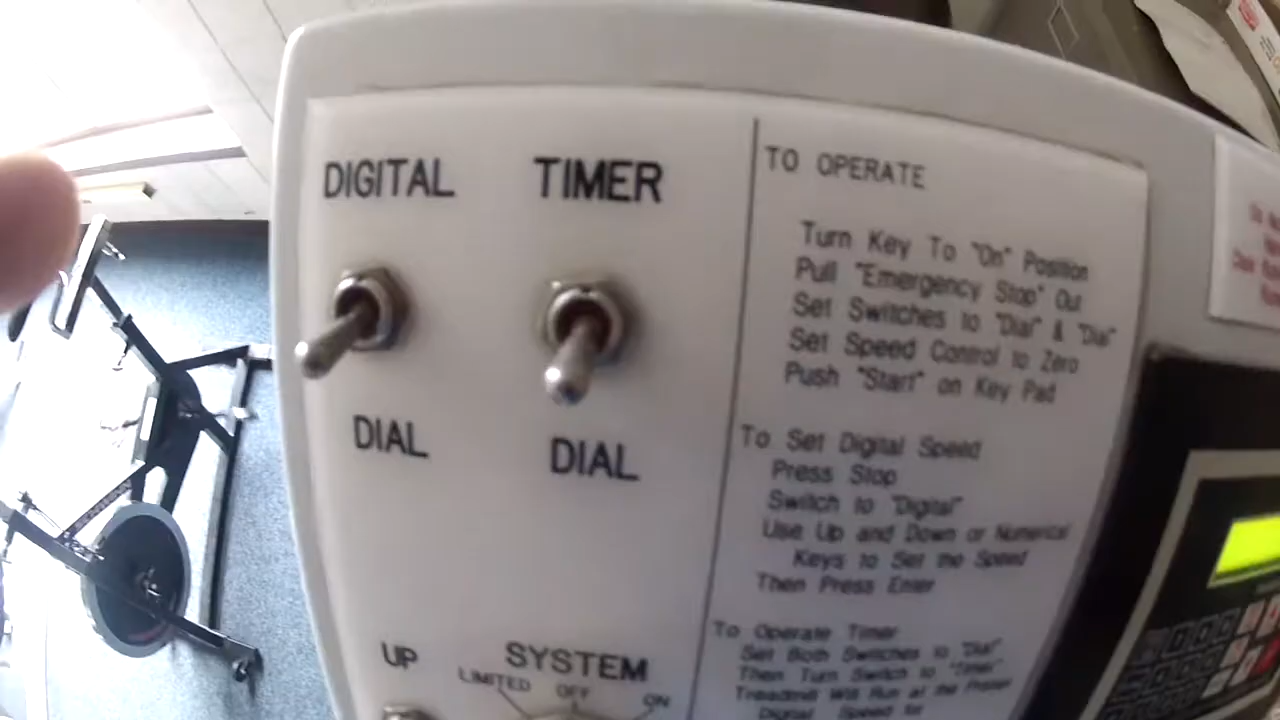 DIGITAL
TIMER
DIAL
DIAL
UP
SYSTEM
LIMITED
OFF
ON
TO OPERATE
Turn Key To "On" Position
Pull "Emergency Stop" Out
Set Switches to "Dial" & "Dial"
Set Speed Control to Zero
Push "Start" on Key Pad
To Set Digital Speed
Press Stop
Switch to "Digital"
Use Up and Down or Numerical
Keys to Set the Speed
Then Press Enter
To Operate Timer
Set Both Switches to "Dial"
Then Turn Switch to "Timer"
Treadmill Will Run at the
Digital Speed for